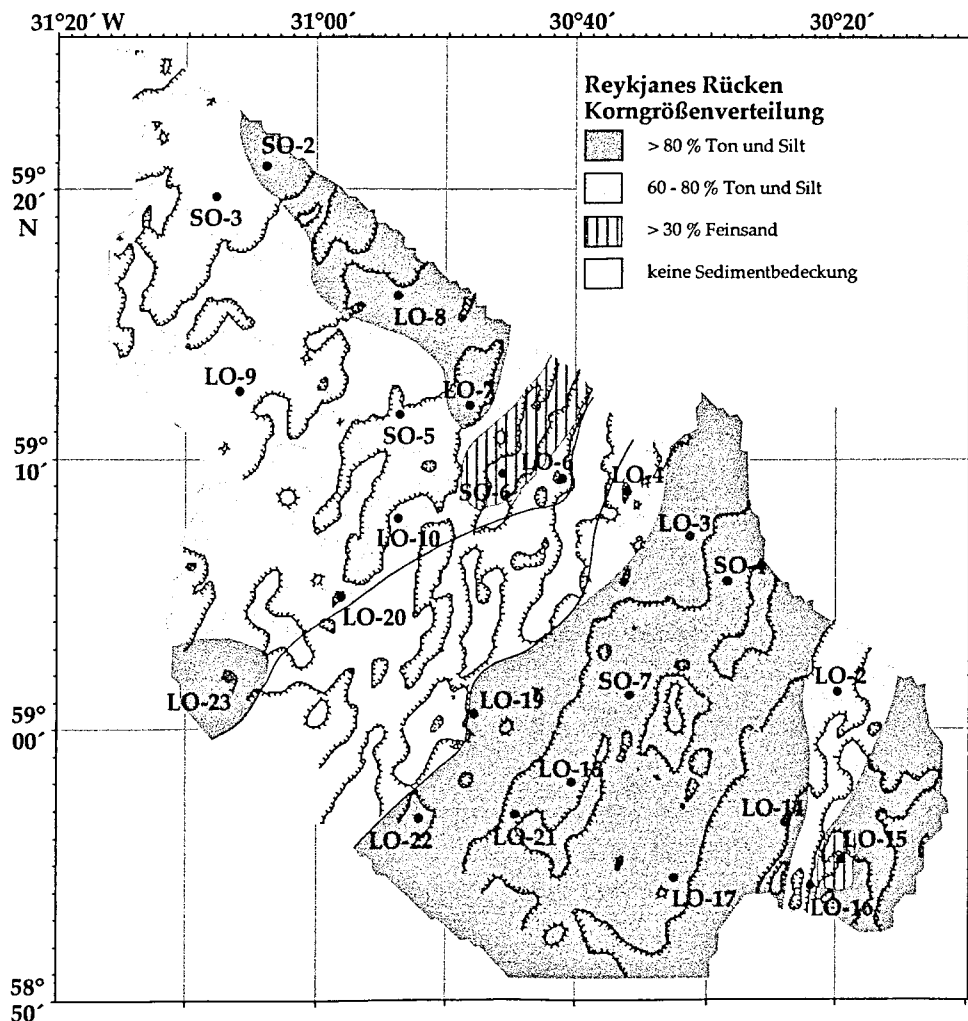 31°20´ W 31°00´ 30°40´ 30°20´
Reykjanes Rücken
Korngrößenverteilung
> 80 % Ton und Silt
60 - 80 % Ton und Silt
> 30 % Feinsand
keine Sedimentbedeckung
59°
20´
N
59°
10´
59°
00´
58°
50´
SO-2
SO-3
LO-8
LO-9
LO-7
SO-5
LO-6
SO-6
LO-4
LO-10
LO-3
SO-4
LO-20
LO-23
LO-19
SO-7
LO-2
LO-18
LO-14
LO-22
LO-21
LO-15
LO-17
LO-16